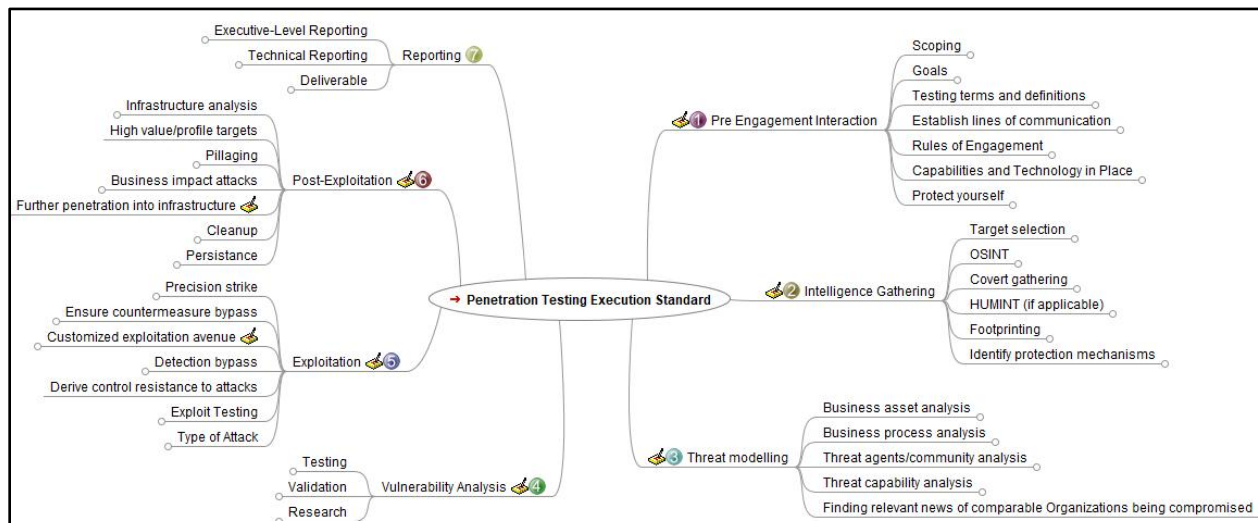 Penetration Testing Execution Standard
1 Pre Engagement Interaction
Scoping
Goals
Testing terms and definitions
Establish lines of communication
Rules of Engagement
Capabilities and Technology in Place
Protect yourself
2 Intelligence Gathering
Target selection
OSINT
Covert gathering
HUMINT (if applicable)
Footprinting
Identify protection mechanisms
3 Threat modelling
Business asset analysis
Business process analysis
Threat agents/community analysis
Threat capability analysis
Finding relevant news of comparable Organizations being compromised
Vulnerability Analysis 4
Testing
Validation
Research
Exploitation 5
Precision strike
Ensure countermeasure bypass
Customized exploitation avenue
Detection bypass
Derive control resistance to attacks
Exploit Testing
Type of Attack
Post-Exploitation 6
Infrastructure analysis
High value/profile targets
Pillaging
Business impact attacks
Further penetration into infrastructure
Cleanup
Persistance
Reporting 7
Executive-Level Reporting
Technical Reporting
Deliverable